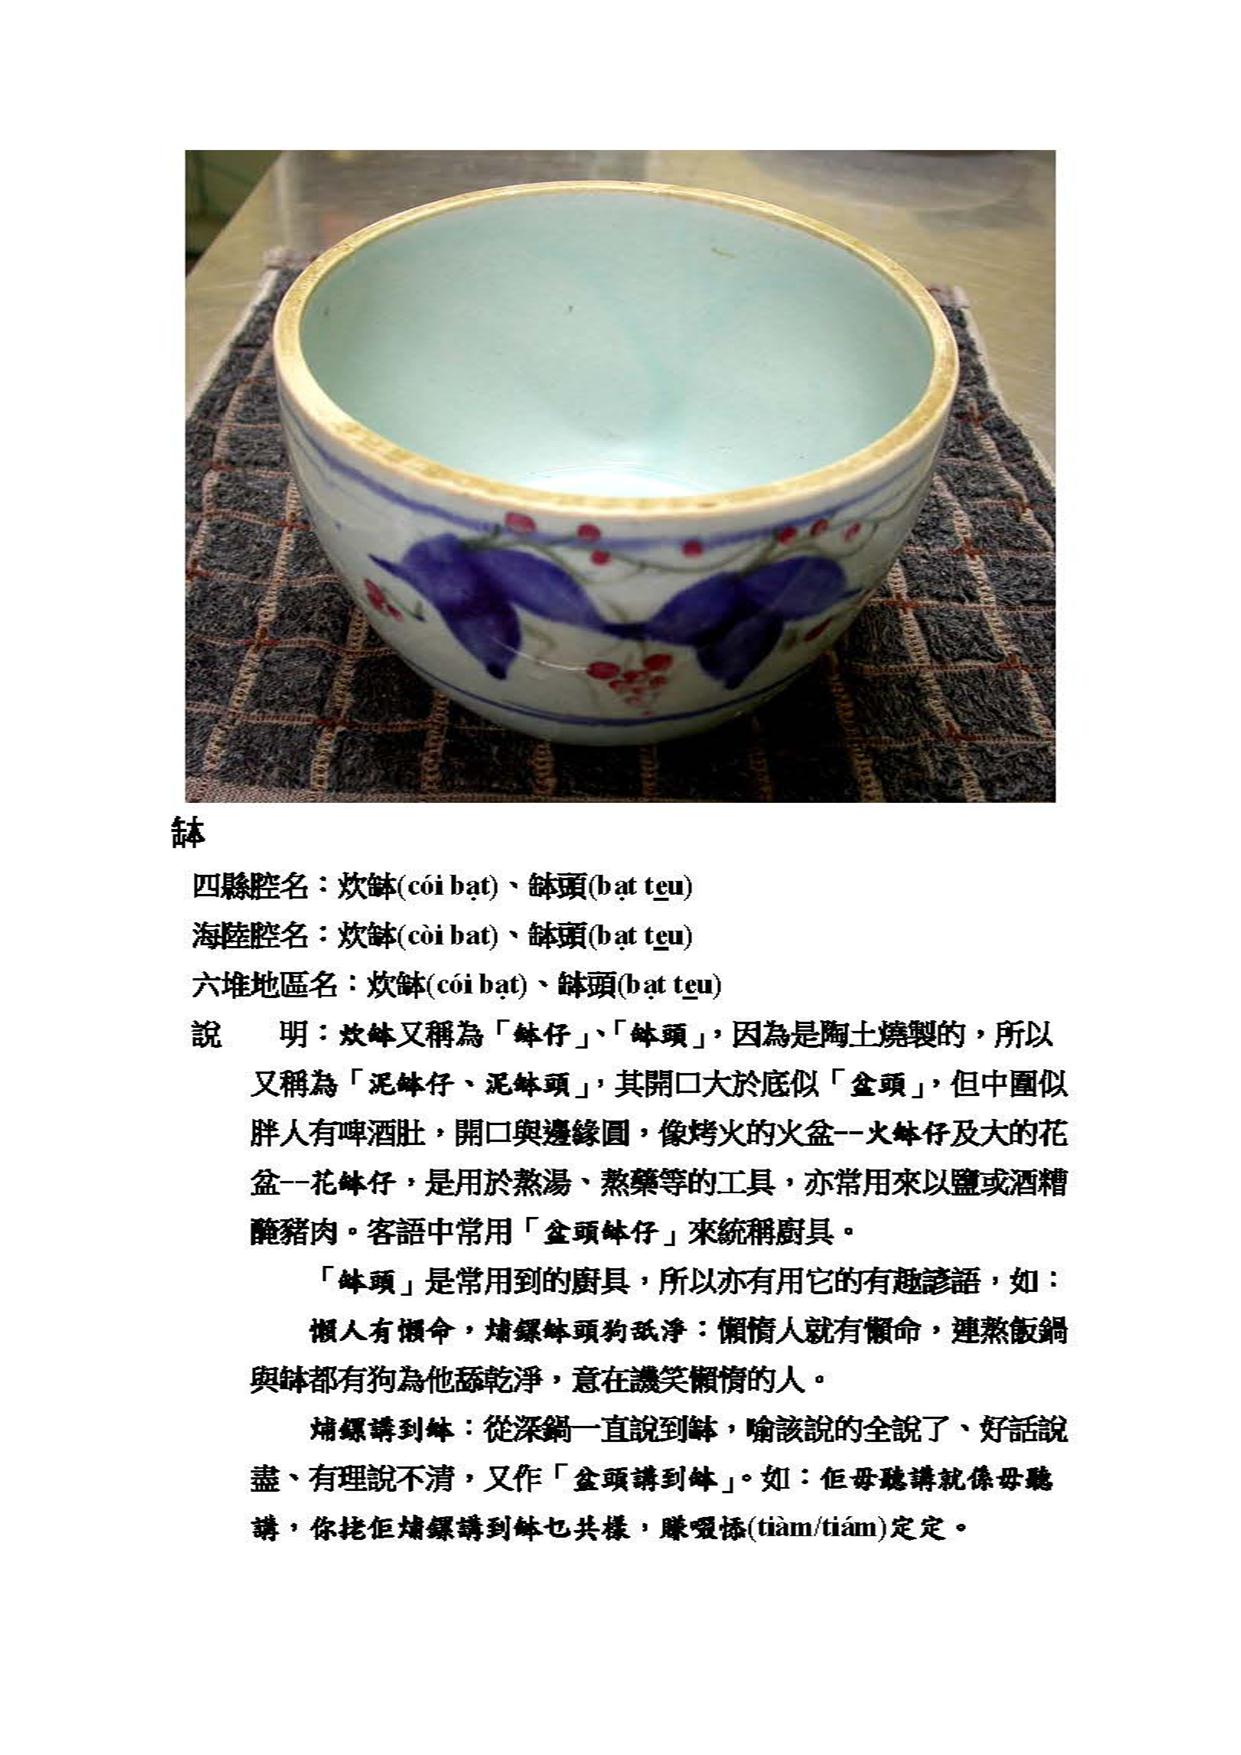 缽
四縣腔名：炊缽(cói bạt)、缽頭(bạt teu)
海陸腔名：炊缽(còi bat)、缽頭(bạt teu)
六堆地區名：炊缽(cói bạt)、缽頭(bạt teu)
說　　明：炊缽又稱為「缽仔」、「缽頭」，因為是陶土燒製的，所以
又稱為「泥缽仔、泥缽頭」，其開口大於底似「盆頭」，但中圍似
胖人有啤酒肚，開口與邊緣圓，像烤火的火盆--火缽仔及大的花
盆--花缽仔，是用於熬湯、熬藥等的工具，亦常用來以鹽或酒糟
醃豬肉。客語中常用「盆頭缽仔」來統稱廚具。
「缽頭」是常用到的廚具，所以亦有用它的有趣諺語，如：
懶人有懶命，煻鏍缽頭狗舐淨：懶惰人就有懶命，連熬飯鍋
與缽都有狗為他舔乾淨，意在譏笑懶惰的人。
鏍講到缽：從深鍋一直說到缽，喻該說的全說了、好話說
盡、有理說不清，又作「盆頭講到缽」。如：佢毋聽講就係毋聽
講，你挷佢鏍講到缽乜共樣，賺(tiàm/tiám)定定。